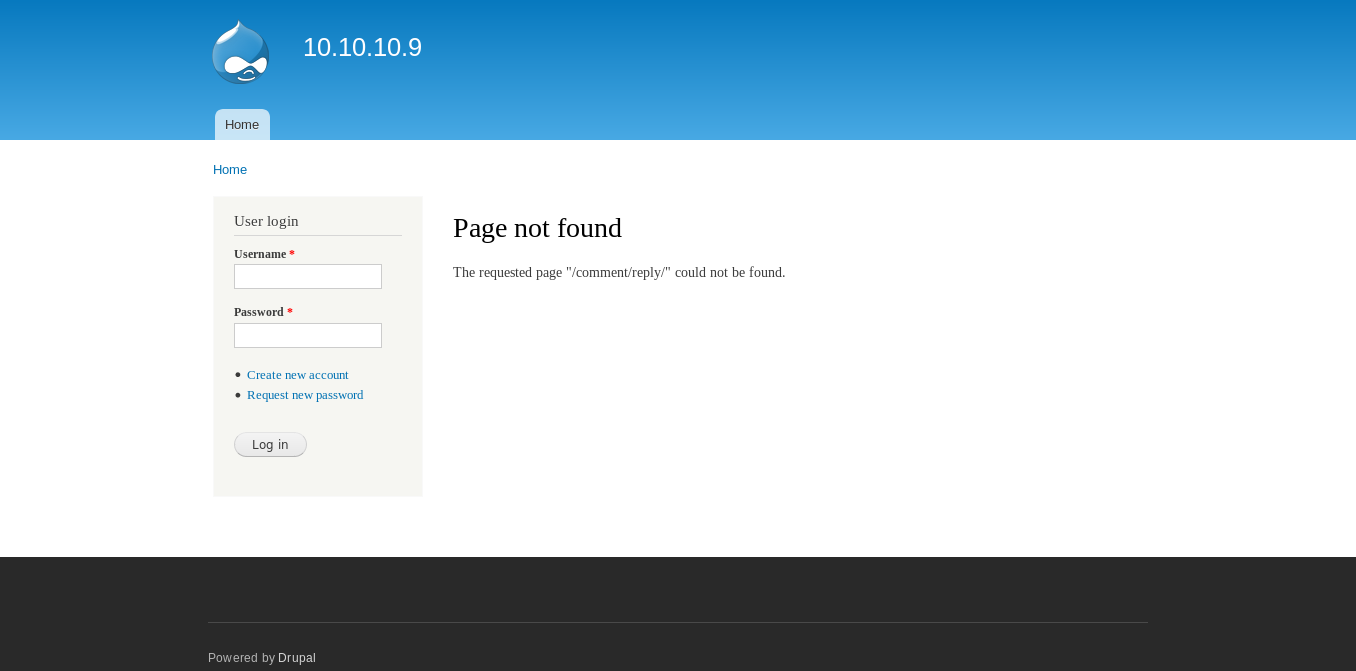 10.10.10.9
Home
Home
User login
Username *
Password *
Create new account
Request new password
Log in
Page not found
The requested page "/comment/reply/" could not be found.
Powered by Drupal